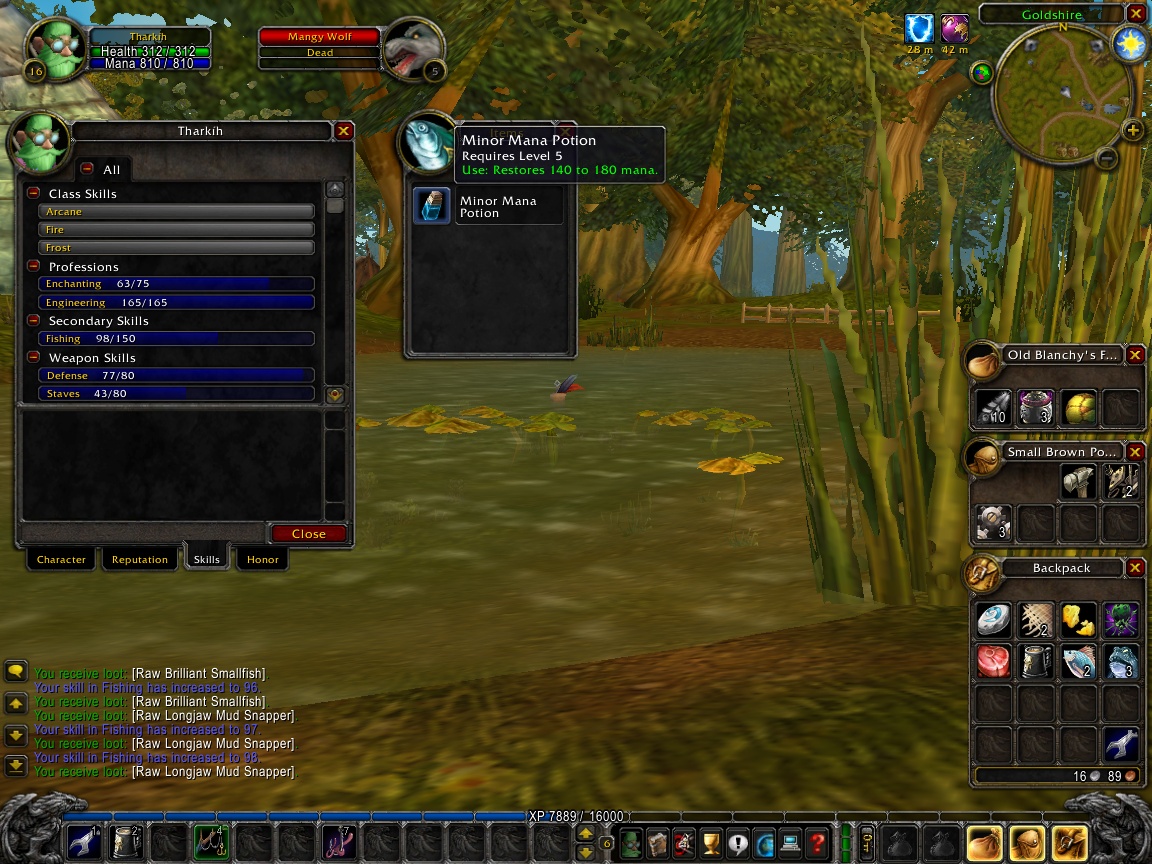 Tharkìh
Health 312 / 312
Mana 810 / 810
16
Mangy Wolf
Dead
5
28 m
42 m
Goldshire
N
Tharkìh
All
Class Skills
Arcane
Fire
Frost
Professions
Enchanting 63/75
Engineering 165/165
Secondary Skills
Fishing 98/150
Weapon Skills
Defense 77/80
Staves 43/80
Close
Character
Reputation
Skills
Honor
Items
Minor Mana Potion
Requires Level 5
Use: Restores 140 to 180 mana.
Minor Mana
Potion
Old Blanchy's F...
10
3
Small Brown Po...
2
3
Backpack
2
2
3
16 89
You receive loot: [Raw Brilliant Smallfish].
Your skill in Fishing has increased to 96.
You receive loot: [Raw Brilliant Smallfish].
You receive loot: [Raw Longjaw Mud Snapper].
Your skill in Fishing has increased to 97.
You receive loot: [Raw Longjaw Mud Snapper].
Your skill in Fishing has increased to 98.
You receive loot: [Raw Longjaw Mud Snapper].
XP 7889 / 16000
1
2
4
7
6